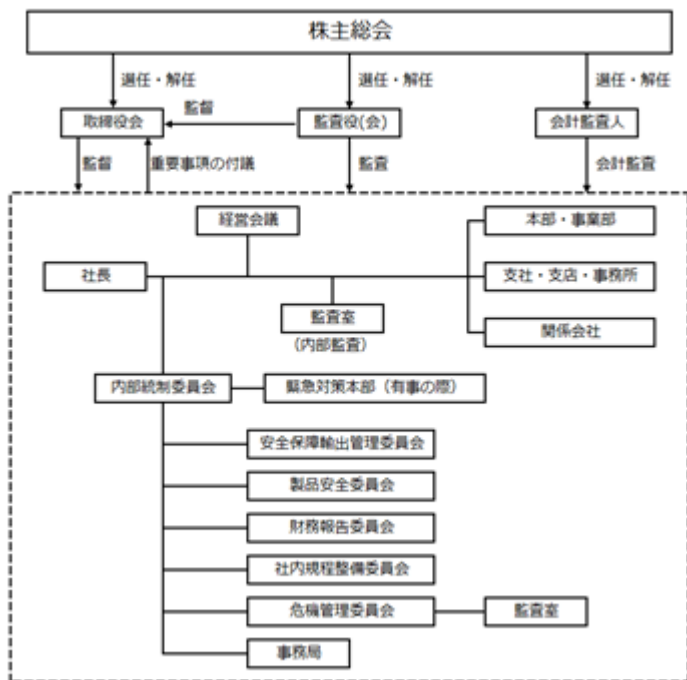 株主総会
選任・解任
選任・解任
選任・解任
取締役会
監督
監査役(会)
会計監査人
監督
重要事項の付議
監査
会計監査
経営会議
本部・事業部
社長
支社・支店・事務所
監査室
(内部監査)
関係会社
内部統制委員会
緊急対策本部（有事の際）
安全保障輸出管理委員会
製品安全委員会
財務報告委員会
社内規程整備委員会
危機管理委員会
監査室
事務局